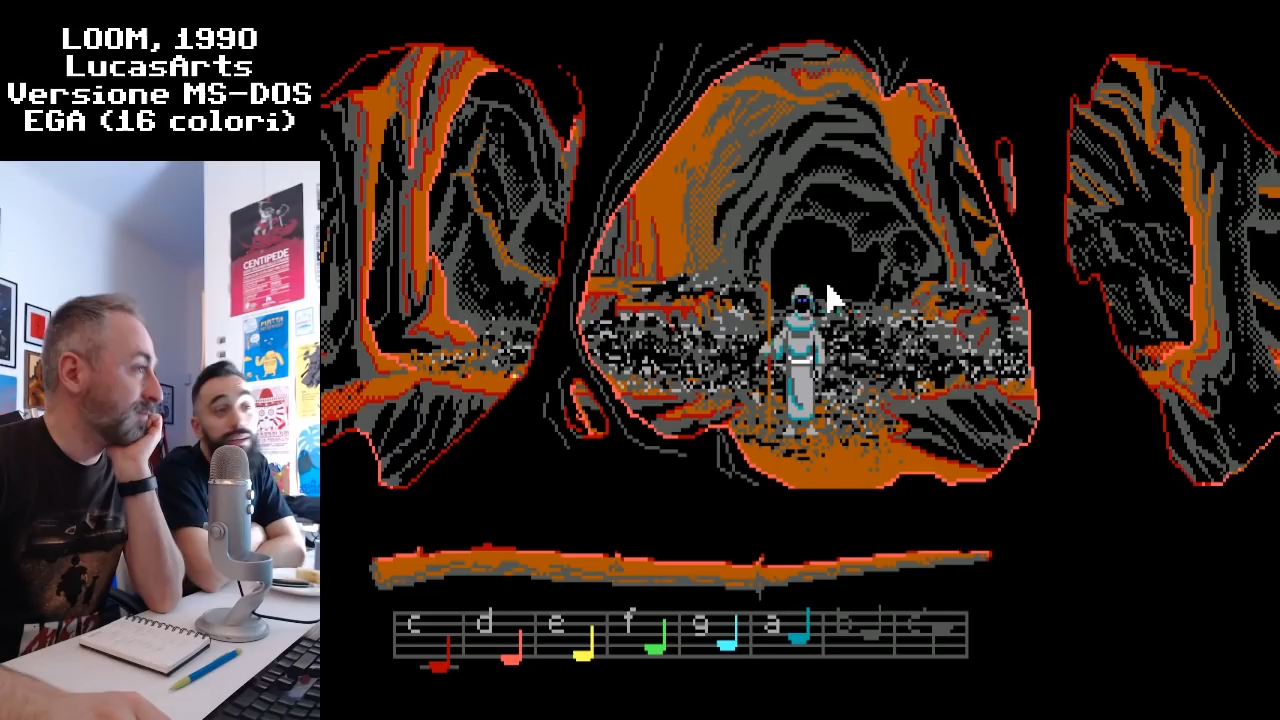 LOOM, 1990
LucasArts
Versione MS-DOS
EGA (16 colori)
CENTIPEDE
c d e f g a b c'